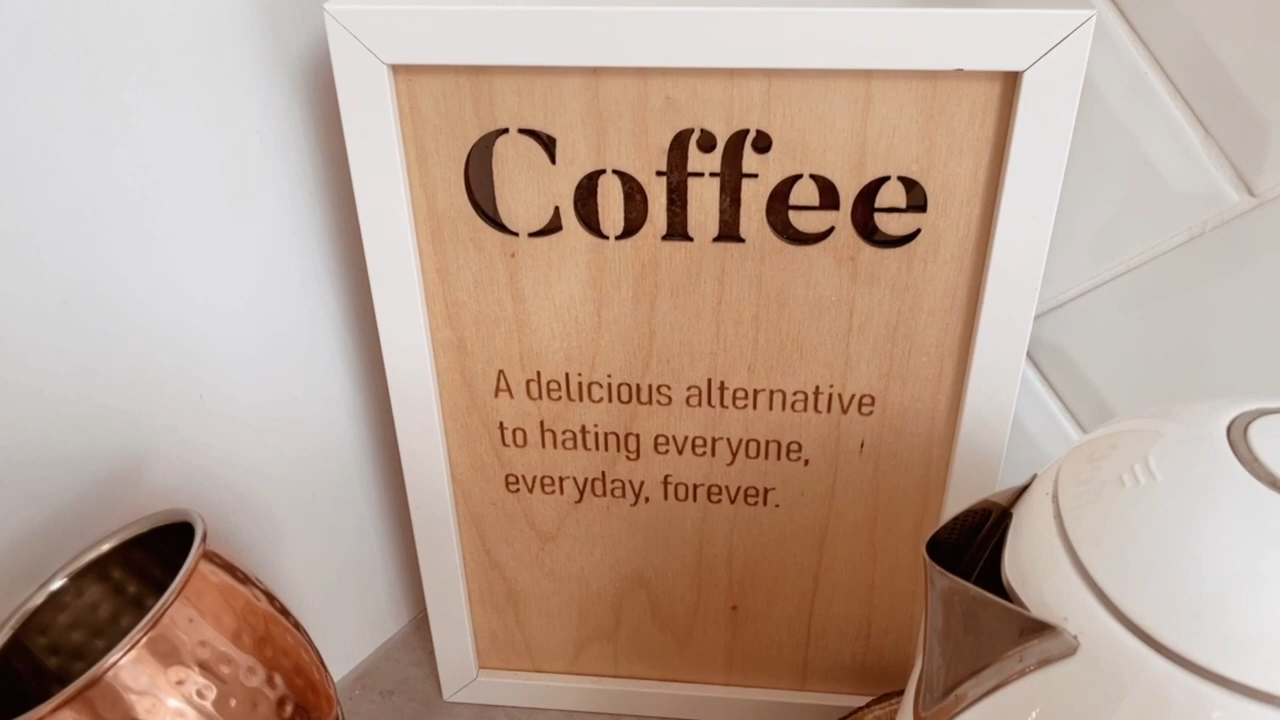 Coffee
A delicious alternative
to hating everyone,
everyday, forever.